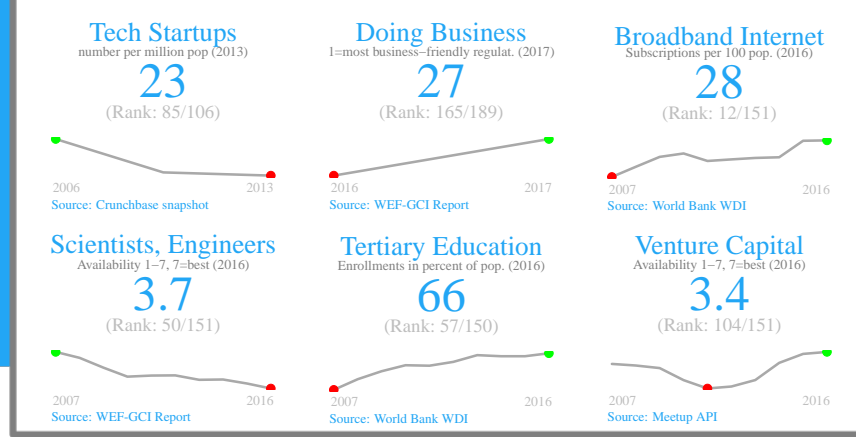 Tech Startups
number per million pop (2013)
23
(Rank: 85/106)
2006 2013
Source: Crunchbase snapshot
Doing Business
1=most business−friendly regulat. (2017)
27
(Rank: 165/189)
2016 2017
Source: WEF-GCI Report
Broadband Internet
Subscriptions per 100 pop. (2016)
28
(Rank: 12/151)
2007 2016
Source: World Bank WDI
Scientists, Engineers
Availability 1−7, 7=best (2016)
3.7
(Rank: 50/151)
2007 2016
Source: WEF-GCI Report
Tertiary Education
Enrollments in percent of pop. (2016)
66
(Rank: 57/150)
2007 2016
Source: World Bank WDI
Venture Capital
Availability 1−7, 7=best (2016)
3.4
(Rank: 104/151)
2007 2016
Source: Meetup API